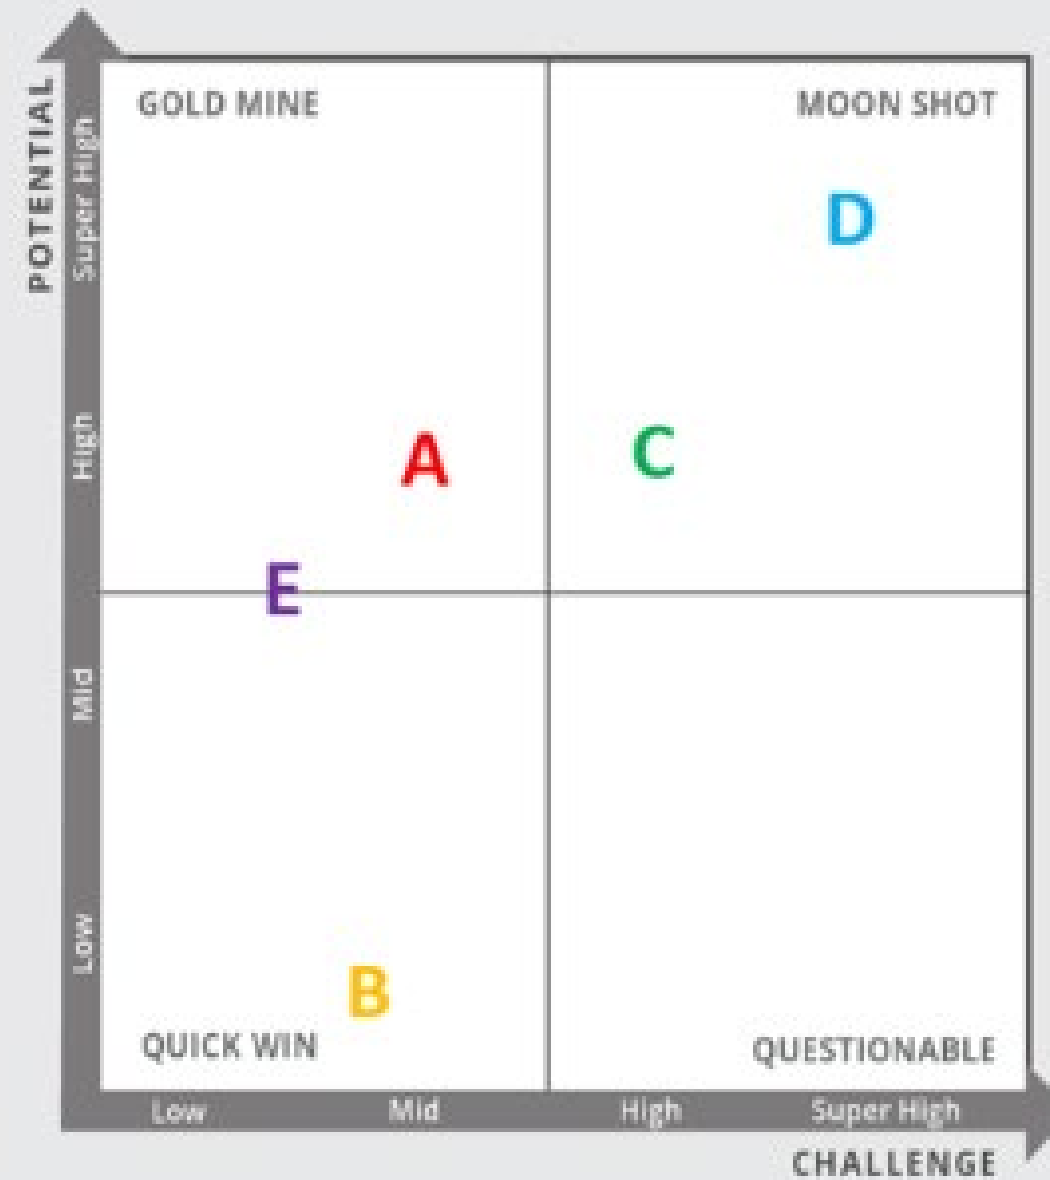 POTENTIAL
Super High
High
Mid
Low
GOLD MINE
MOON SHOT
D
A
C
E
B
QUICK WIN
QUESTIONABLE
Low
Mid
High
Super High
CHALLENGE